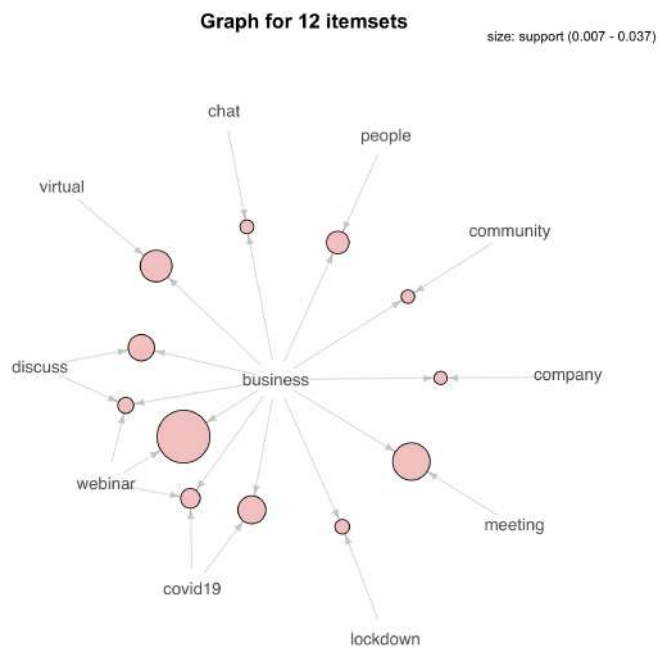 Graph for 12 itemsets
size: support (0.007 - 0.037)
chat
people
virtual
community
discuss
business
company
webinar
meeting
covid19
lockdown